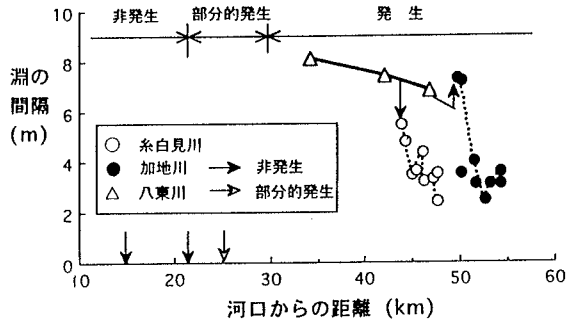 非発生 部分的発生 発 生
淵の
間隔
(m)
10
8
6
4
2
0
○ 糸白見川
● 加地川 → 非発生
△ 八東川 → 部分的発生
10 20 30 40 50 60
河口からの距離 (km)